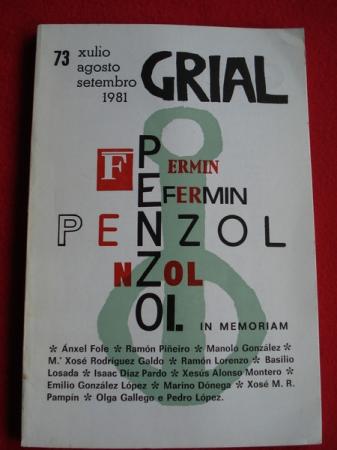 73 xulio
agosto
setembro
1981
GRIAL
FERMIN
FERMIN
PENZOL
PENZOL
NZOL
IN MEMORIAM
* Ánxel Fole * Ramón Piñeiro * Manolo González *
M.ª Xosé Rodríguez Galdo * Ramón Lorenzo * Basilio
Losada * Isaac Díaz Pardo * Xesús Alonso Montero *
Emilio González López * Marino Dónega * Xosé M. R.
Pampín * Olga Gallego e Pedro López.